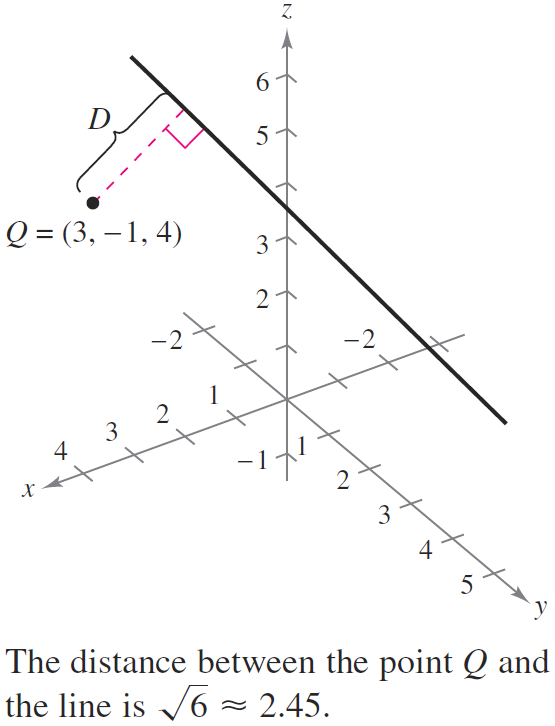 z
6
5
D
Q = (3, −1, 4)
3
2
−2
−2
1
2
3
4
x
−1
1
2
3
4
5
y
The distance between the point Q and
the line is √6 ≈ 2.45.